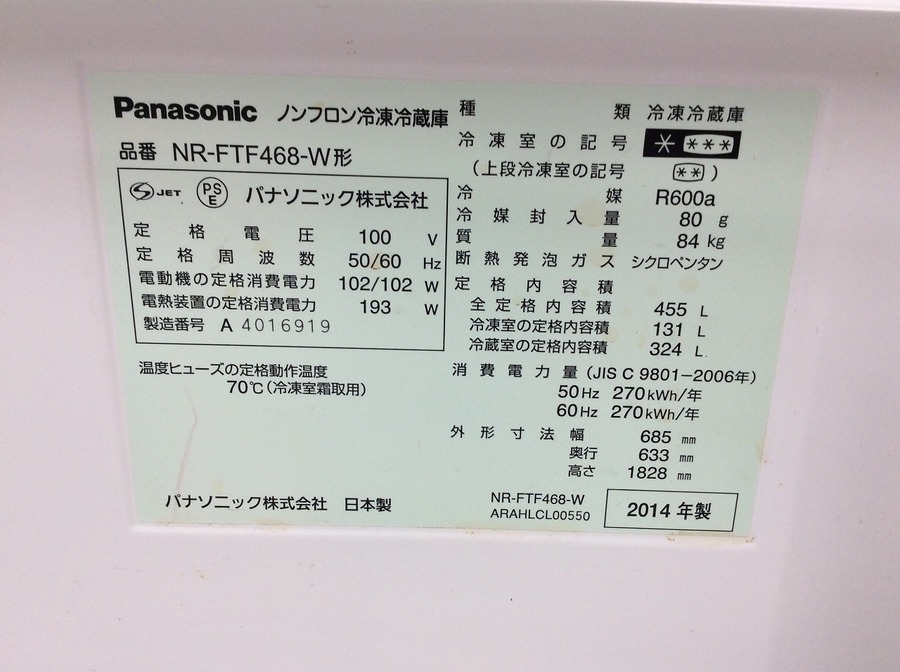 Panasonic ノンフロン冷凍冷蔵庫
品番 NR-FTF468-W形
S JET PS E パナソニック株式会社
定格電圧 100 V
定格周波数 50/60 Hz
電動機の定格消費電力 102/102 W
電熱装置の定格消費電力 193 W
製造番号 A 4016919
温度ヒューズの定格動作温度
70℃(冷凍室霜取用)
パナソニック株式会社 日本製
種類 冷凍冷蔵庫
冷凍室の記号 * ***
(上段冷凍室の記号 ** )
冷媒 R600a
冷媒封入量 80 g
質量 84 kg
断熱発泡ガス シクロペンタン
定格内容積
全定格内容積 455 L
冷凍室の定格内容積 131 L
冷蔵室の定格内容積 324 L
消費電力量 (JIS C 9801-2006年)
50Hz 270kWh/年
60Hz 270kWh/年
外形寸法幅 685 mm
奥行 633 mm
高さ 1828 mm
NR-FTF468-W
ARAHLCL00550
2014 年製